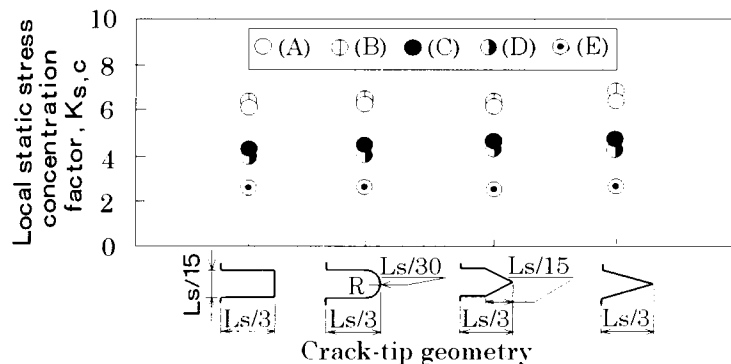 10
8
6
4
2
0
Local static stress
concentration
factor, Ks,c
(A) (B) (C) (D) (E)
Ls/15
Ls/3
R
Ls/30
Ls/3
Ls/15
Ls/3
Ls/3
Crack-tip geometry